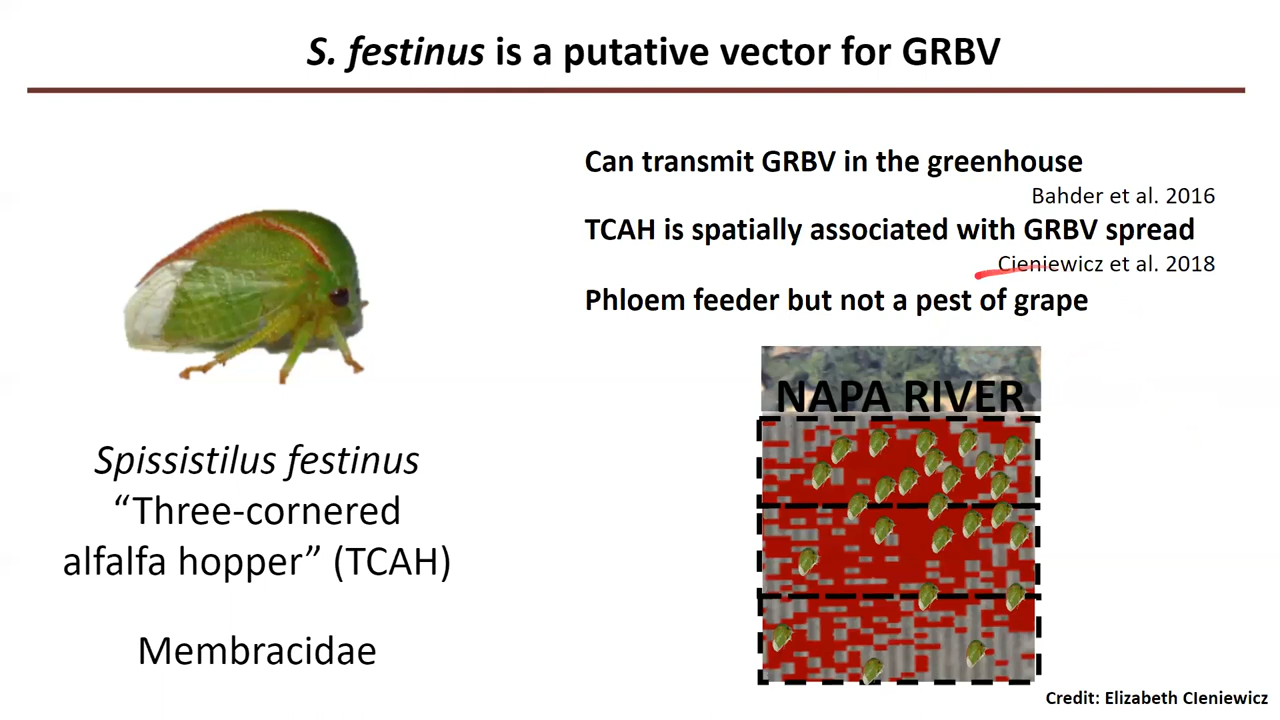 S. festinus is a putative vector for GRBV
Can transmit GRBV in the greenhouse
Bahder et al. 2016
TCAH is spatially associated with GRBV spread
Cieniewicz et al. 2018
Phloem feeder but not a pest of grape
NAPA RIVER
Spissistilus festinus
“Three-cornered
alfalfa hopper” (TCAH)
Membracidae
Credit: Elizabeth CIeniewicz